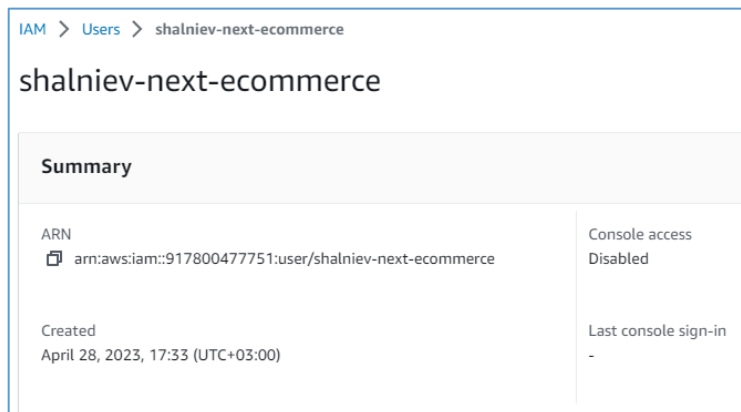 IAM > Users > shalniev-next-ecommerce
shalniev-next-ecommerce
Summary
ARN
arn:aws:iam::917800477751:user/shalniev-next-ecommerce
Console access
Disabled
Created
April 28, 2023, 17:33 (UTC+03:00)
Last console sign-in
-